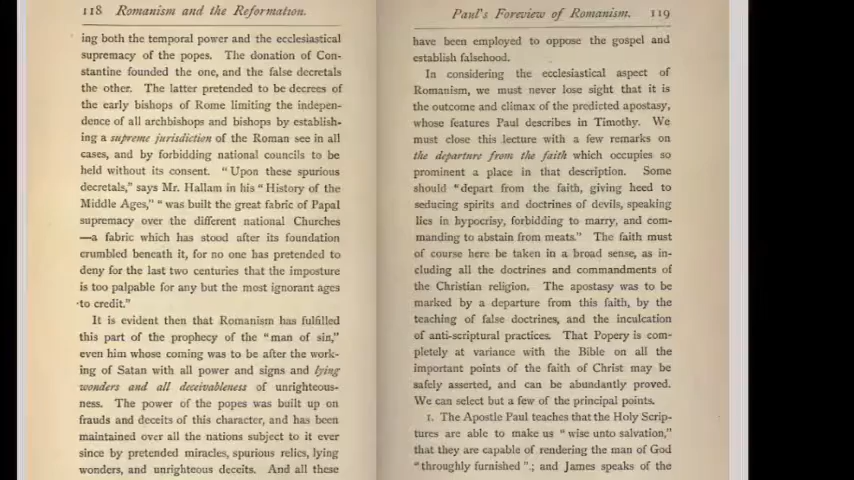 118 Romanism and the Reformation.
ing both the temporal power and the ecclesiastical
supremacy of the popes. The donation of Con-
stantine founded the one, and the false decretals
the other. The latter pretended to be decrees of
the early bishops of Rome limiting the indepen-
dence of all archbishops and bishops by establish-
ing a supreme jurisdiction of the Roman see in all
cases, and by forbidding national councils to be
held without its consent. "Upon these spurious
decretals," says Mr. Hallam in his "History of the
Middle Ages," "was built the great fabric of Papal
supremacy over the different national Churches
—a fabric which has stood after its foundation
crumbled beneath it, for no one has pretended to
deny for the last two centuries that the imposture
is too palpable for any but the most ignorant ages
to credit."
It is evident then that Romanism has fulfilled
this part of the prophecy of the "man of sin,"
even him whose coming was to be after the work-
ing of Satan with all power and signs and lying
wonders and all deceivableness of unrighteous-
ness. The power of the popes was built up on
frauds and deceits of this character, and has been
maintained over all the nations subject to it ever
since by pretended miracles, spurious relics, lying
wonders, and unrighteous deceits. And all these
Paul's Foreview of Romanism. 119
have been employed to oppose the gospel and
establish falsehood.
In considering the ecclesiastical aspect of
Romanism, we must never lose sight that it is
the outcome and climax of the predicted apostasy,
whose features Paul describes in Timothy. We
must close this lecture with a few remarks on
the departure from the faith which occupies so
prominent a place in that description. Some
should "depart from the faith, giving heed to
seducing spirits and doctrines of devils, speaking
lies in hypocrisy, forbidding to marry, and com-
manding to abstain from meats." The faith must
of course here be taken in a broad sense, as in-
cluding all the doctrines and commandments of
the Christian religion. The apostasy was to be
marked by a departure from this faith, by the
teaching of false doctrines, and the inculcation
of anti-scriptural practices. That Popery is com-
pletely at variance with the Bible on all the
important points of the faith of Christ may be
safely asserted, and can be abundantly proved.
We can select but a few of the principal points.
1. The Apostle Paul teaches that the Holy Scrip-
tures are able to make us "wise unto salvation,"
that they are capable of rendering the man of God
"throughly furnished"; and James speaks of the